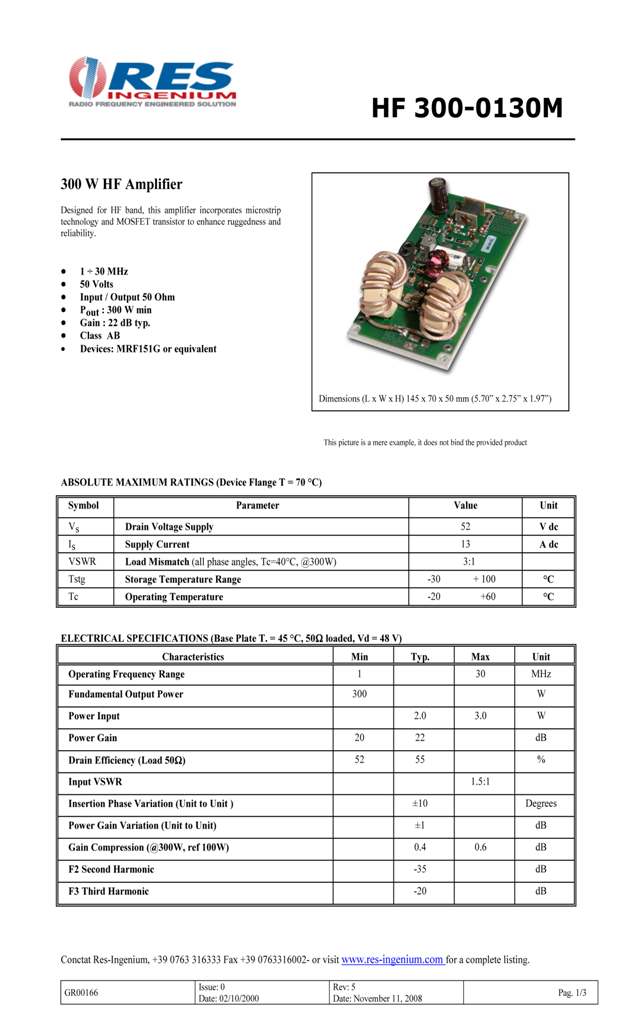 RES
INGENIUM
RADIO FREQUENCY ENGINEERED SOLUTION
HF 300-0130M
300 W HF Amplifier
Designed for HF band, this amplifier incorporates microstrip
technology and MOSFET transistor to enhance ruggedness and
reliability.
• 1 ÷ 30 MHz
• 50 Volts
• Input / Output 50 Ohm
• Pout : 300 W min
• Gain : 22 dB typ.
• Class AB
• Devices: MRF151G or equivalent
Dimensions (L x W x H) 145 x 70 x 50 mm (5.70” x 2.75” x 1.97”)
This picture is a mere example, it does not bind the provided product
ABSOLUTE MAXIMUM RATINGS (Device Flange T = 70 °C)
Symbol Parameter Value Unit
VS Drain Voltage Supply 52 V dc
IS Supply Current 13 A dc
VSWR Load Mismatch (all phase angles, Tc=40°C, @300W) 3:1
Tstg Storage Temperature Range -30 + 100 °C
Tc Operating Temperature -20 +60 °C
ELECTRICAL SPECIFICATIONS (Base Plate T. = 45 °C, 50Ω loaded, Vd = 48 V)
Characteristics Min Typ. Max Unit
Operating Frequency Range 1 30 MHz
Fundamental Output Power 300 W
Power Input 2.0 3.0 W
Power Gain 20 22 dB
Drain Efficiency (Load 50Ω) 52 55 %
Input VSWR 1.5:1
Insertion Phase Variation (Unit to Unit ) ±10 Degrees
Power Gain Variation (Unit to Unit) ±1 dB
Gain Compression (@300W, ref 100W) 0.4 0.6 dB
F2 Second Harmonic -35 dB
F3 Third Harmonic -20 dB
Conctat Res-Ingenium, +39 0763 316333 Fax +39 0763316002- or visit www.res-ingenium.com for a complete listing.
GR00166 Issue: 0 Rev: 5 Pag. 1/3
Date: 02/10/2000 Date: November 11, 2008